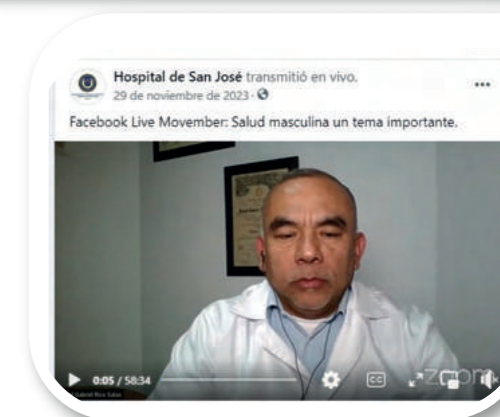 Hospital de San José transmitió en vivo.
29 de noviembre de 2023 ·
Facebook Live Movember: Salud masculina un tema importante.
0:05 / 58:34
CC
zoom